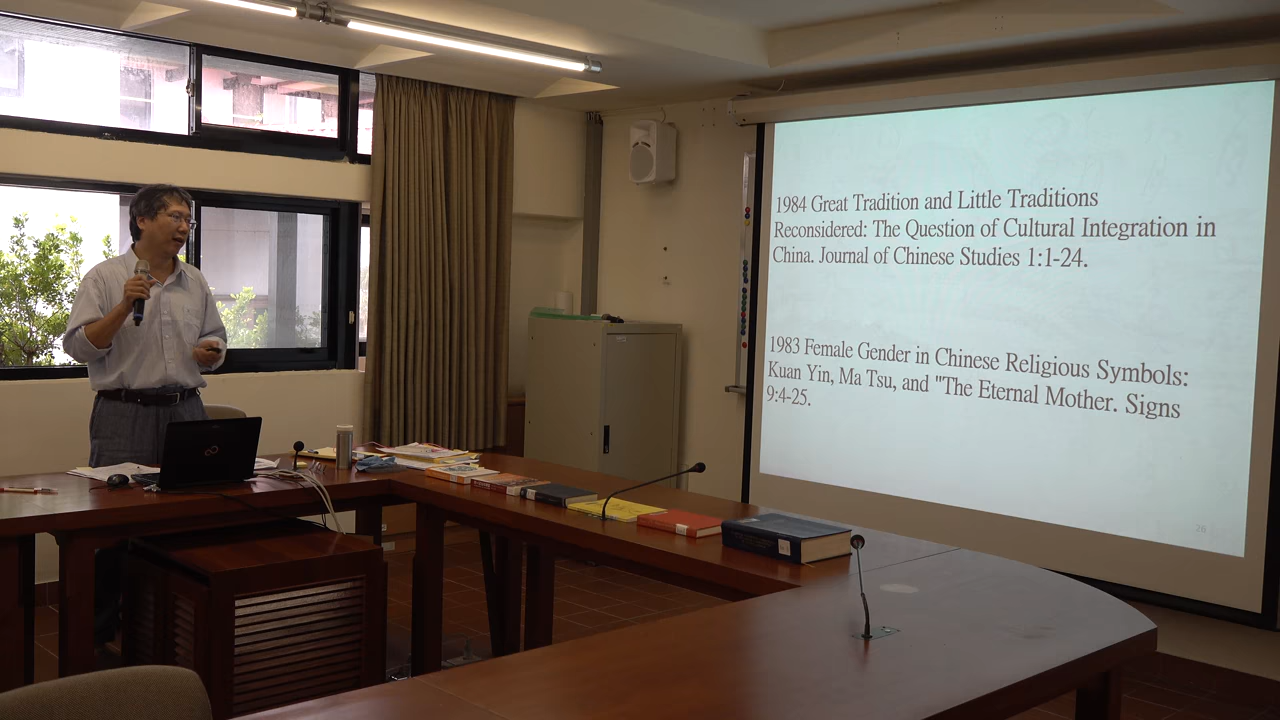 1984 Great Tradition and Little Traditions
Reconsidered: The Question of Cultural Integration in
China. Journal of Chinese Studies 1:1-24.
1983 Female Gender in Chinese Religious Symbols:
Kuan Yin, Ma Tsu, and "The Eternal Mother. Signs
9:4-25.
28